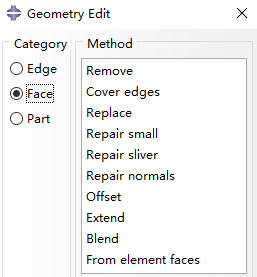 Geometry Edit
Category
Edge
Face
Part
Method
Remove
Cover edges
Replace
Repair small
Repair sliver
Repair normals
Offset
Extend
Blend
From element faces